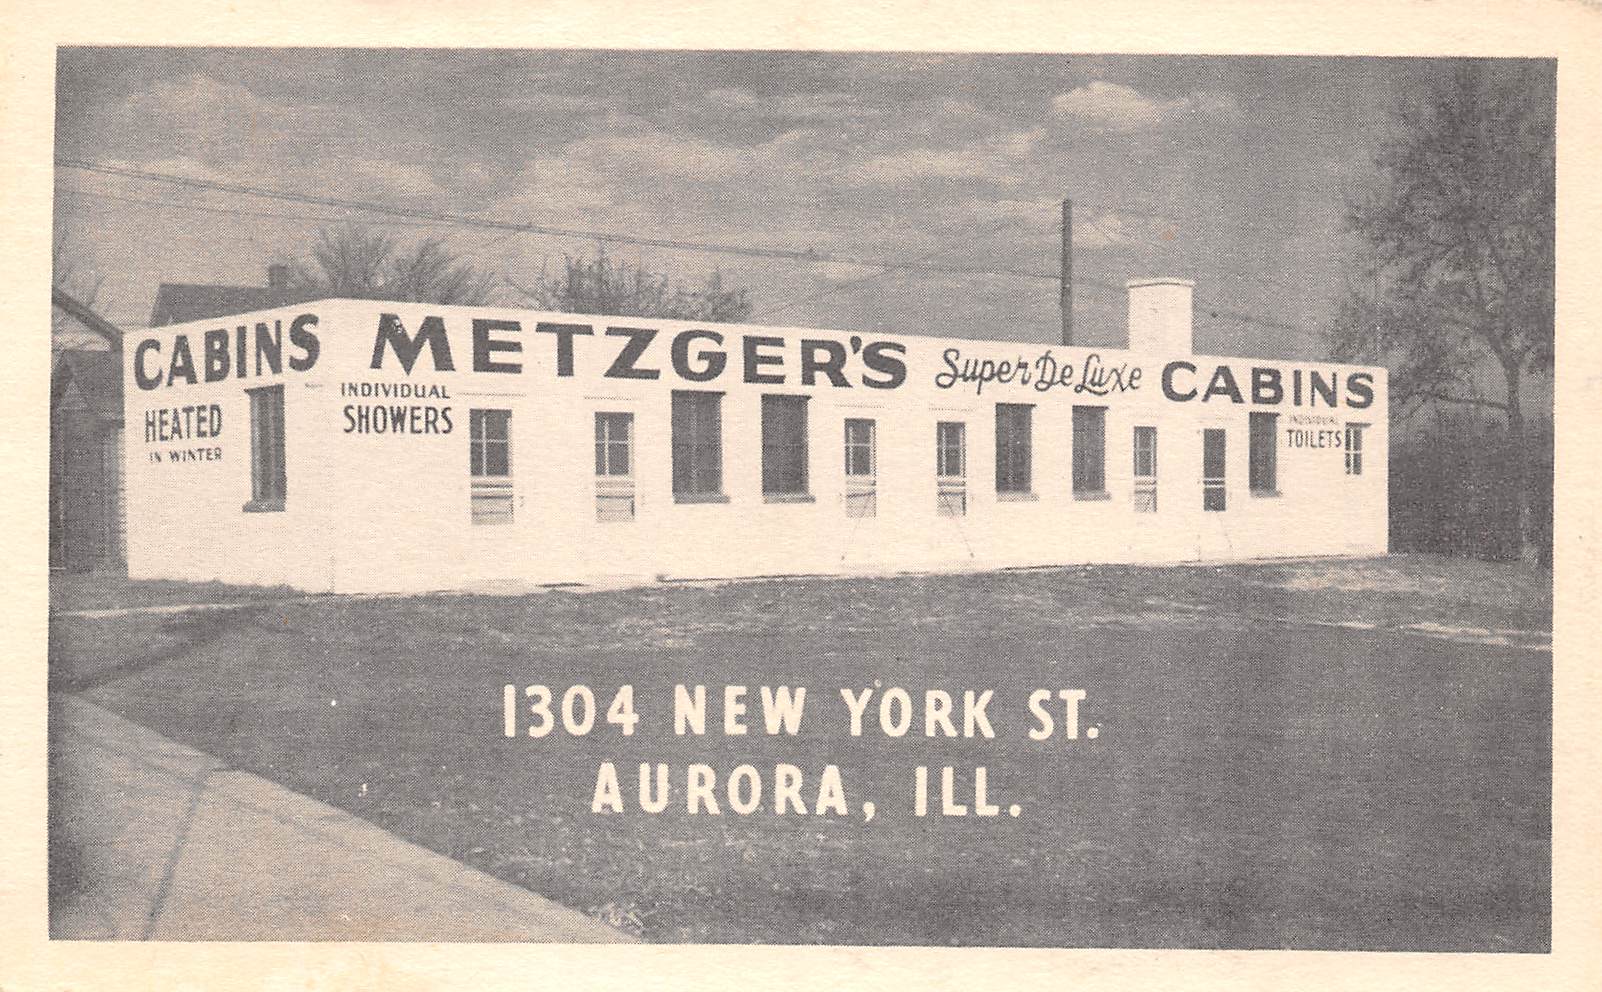 CABINS
HEATED
IN WINTER
METZGER'S Super De Luxe CABINS
INDIVIDUAL
SHOWERS
INDIVIDUAL
TOILETS
1304 NEW YORK ST.
AURORA, ILL.